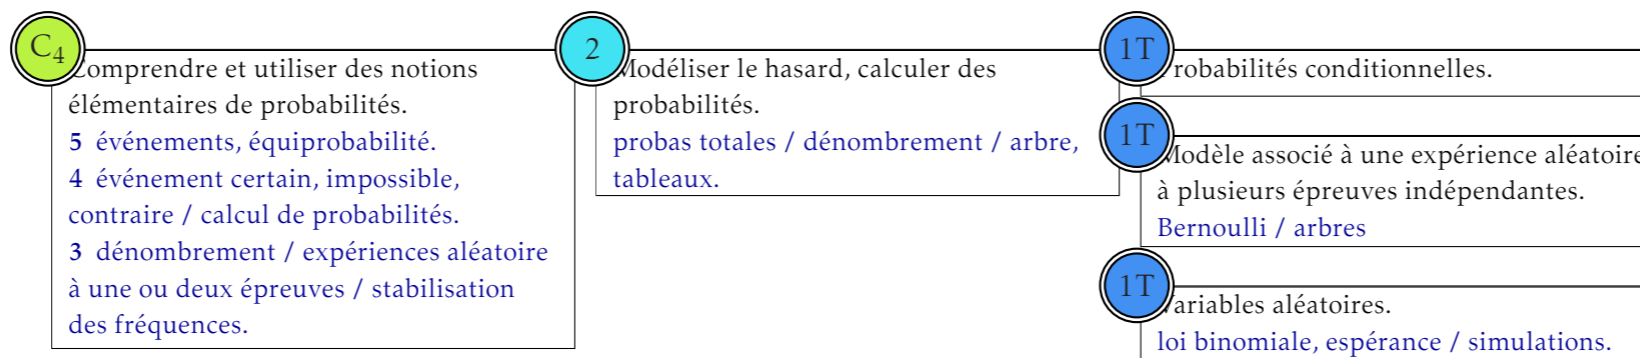 C4
Comprendre et utiliser des notions
élémentaires de probabilités.
5 événements, équiprobabilité.
4 événement certain, impossible,
contraire / calcul de probabilités.
3 dénombrement / expériences aléatoire
à une ou deux épreuves / stabilisation
des fréquences.
2
Modéliser le hasard, calculer des
probabilités.
probas totales / dénombrement / arbre,
tableaux.
1T
Probabilités conditionnelles.
1T
Modèle associé à une expérience aléatoire
à plusieurs épreuves indépendantes.
Bernoulli / arbres
1T
Variables aléatoires.
loi binomiale, espérance / simulations.